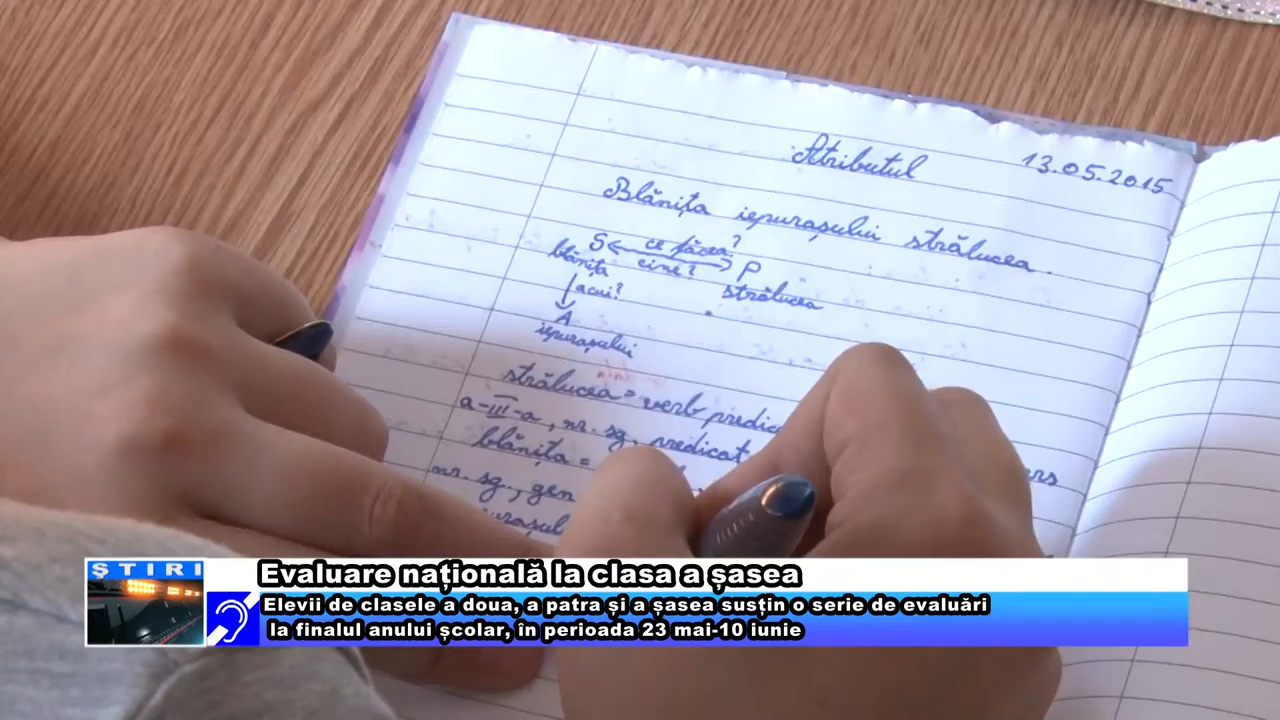 Atributul 13.05.2015
Blănița iepurașului strălucea.
S ce făcea?
blănița cine? P
acui? strălucea
A
iepurașului
strălucea = verb predic
a-III-a, nr. sg. predicat
blănița =
nr. sg., gen
ȘTIRI
Evaluare națională la clasa a șasea
Elevii de clasele a doua, a patra și a șasea susțin o serie de evaluări
la finalul anului școlar, în perioada 23 mai-10 iunie